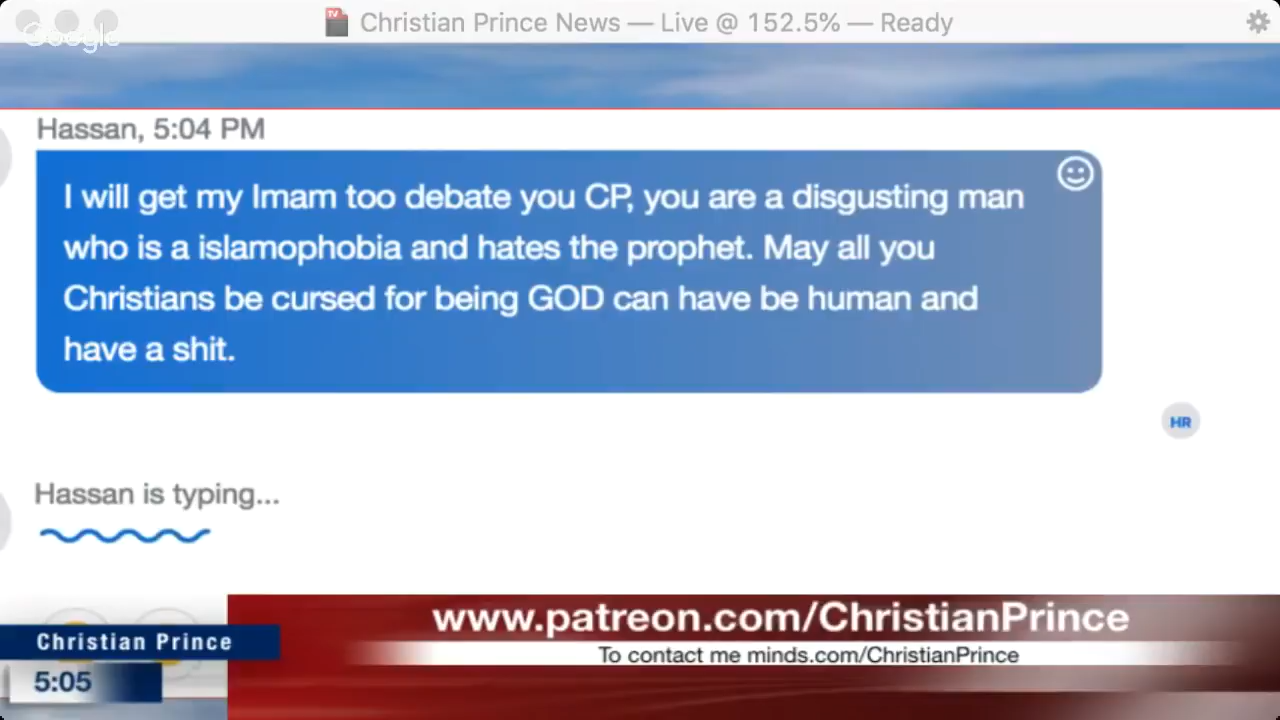 Christian Prince News — Live @ 152.5% — Ready
Google
Hassan, 5:04 PM
I will get my Imam too debate you CP, you are a disgusting man
who is a islamophobia and hates the prophet. May all you
Christians be cursed for being GOD can have be human and
have a shit.
HR
Hassan is typing...
www.patreon.com/ChristianPrince
To contact me minds.com/ChristianPrince
Christian Prince
5:05